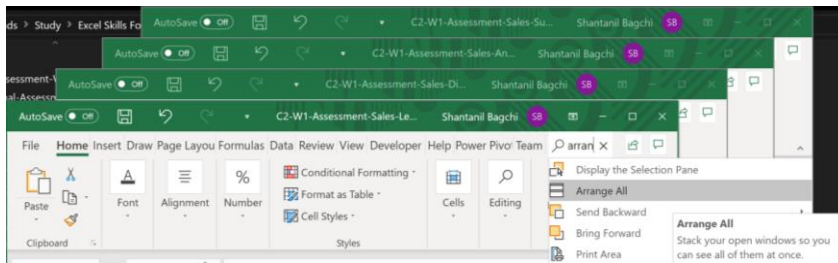 ds › Study › Excel Skills Fo
AutoSave Off C2-W1-Assessment-Sales-Su... Shantanil Bagchi SB
AutoSave Off C2-W1-Assessment-Sales-An... Shantanil Bagchi SB
sessment-W
AutoSave Off C2-W1-Assessment-Sales-Di... Shantanil Bagchi SB
nal-Assessm
AutoSave Off C2-W1-Assessment-Sales-Le... Shantanil Bagchi SB
File Home Insert Draw Page Layou Formulas Data Review View Developer Help Power Pivot Team arran
Paste
Clipboard
Font
Alignment
Number
Conditional Formatting
Format as Table
Cell Styles
Styles
Cells
Editing
Display the Selection Pane
Arrange All
Send Backward
Bring Forward
Print Area
Arrange All
Stack your open windows so you
can see all of them at once.